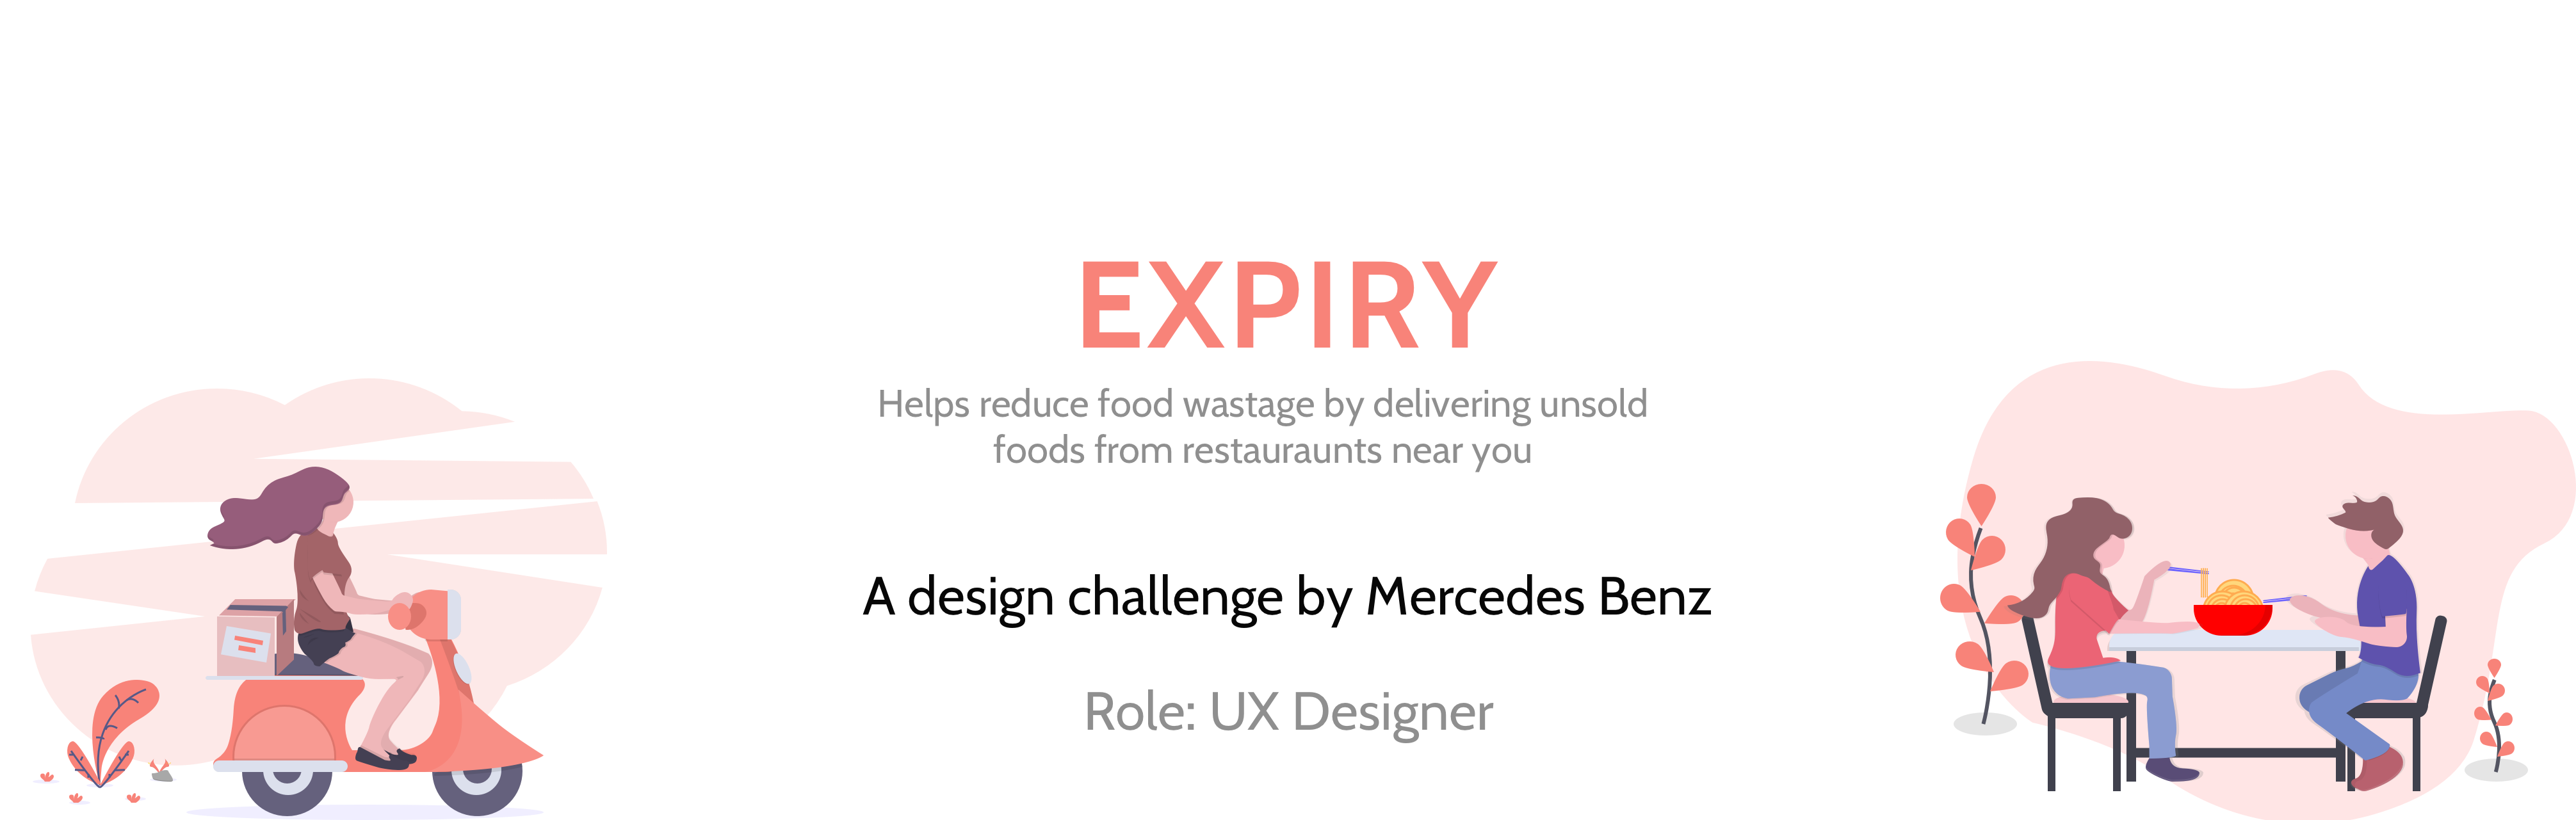 EXPIRY
Helps reduce food wastage by delivering unsold
foods from restauraunts near you
A design challenge by Mercedes Benz
Role: UX Designer